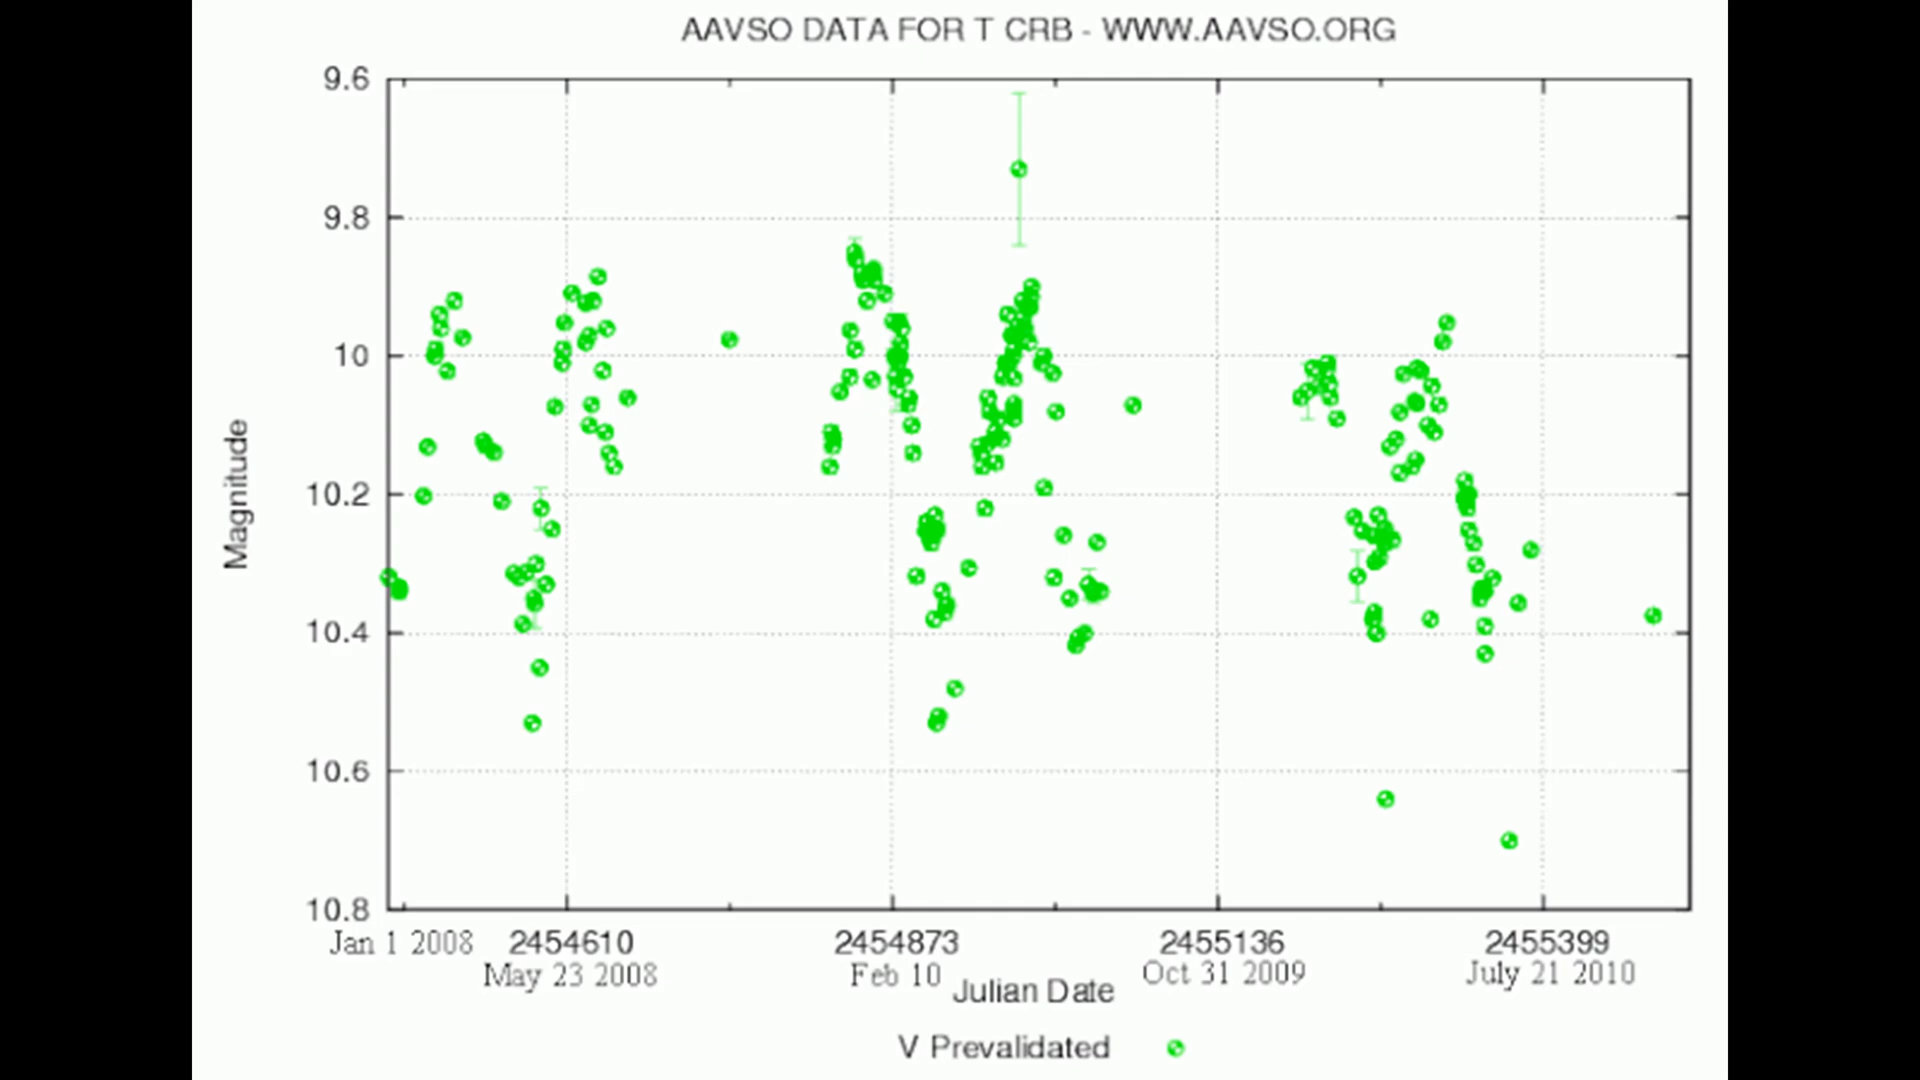 AAVSO DATA FOR T CRB - WWW.AAVSO.ORG
9.6
9.8
10
10.2
10.4
10.6
10.8
Magnitude
Jan 1 2008 2454610 2454873 2455136 2455399
May 23 2008 Feb 10 Oct 31 2009 July 21 2010
Julian Date
V Prevalidated